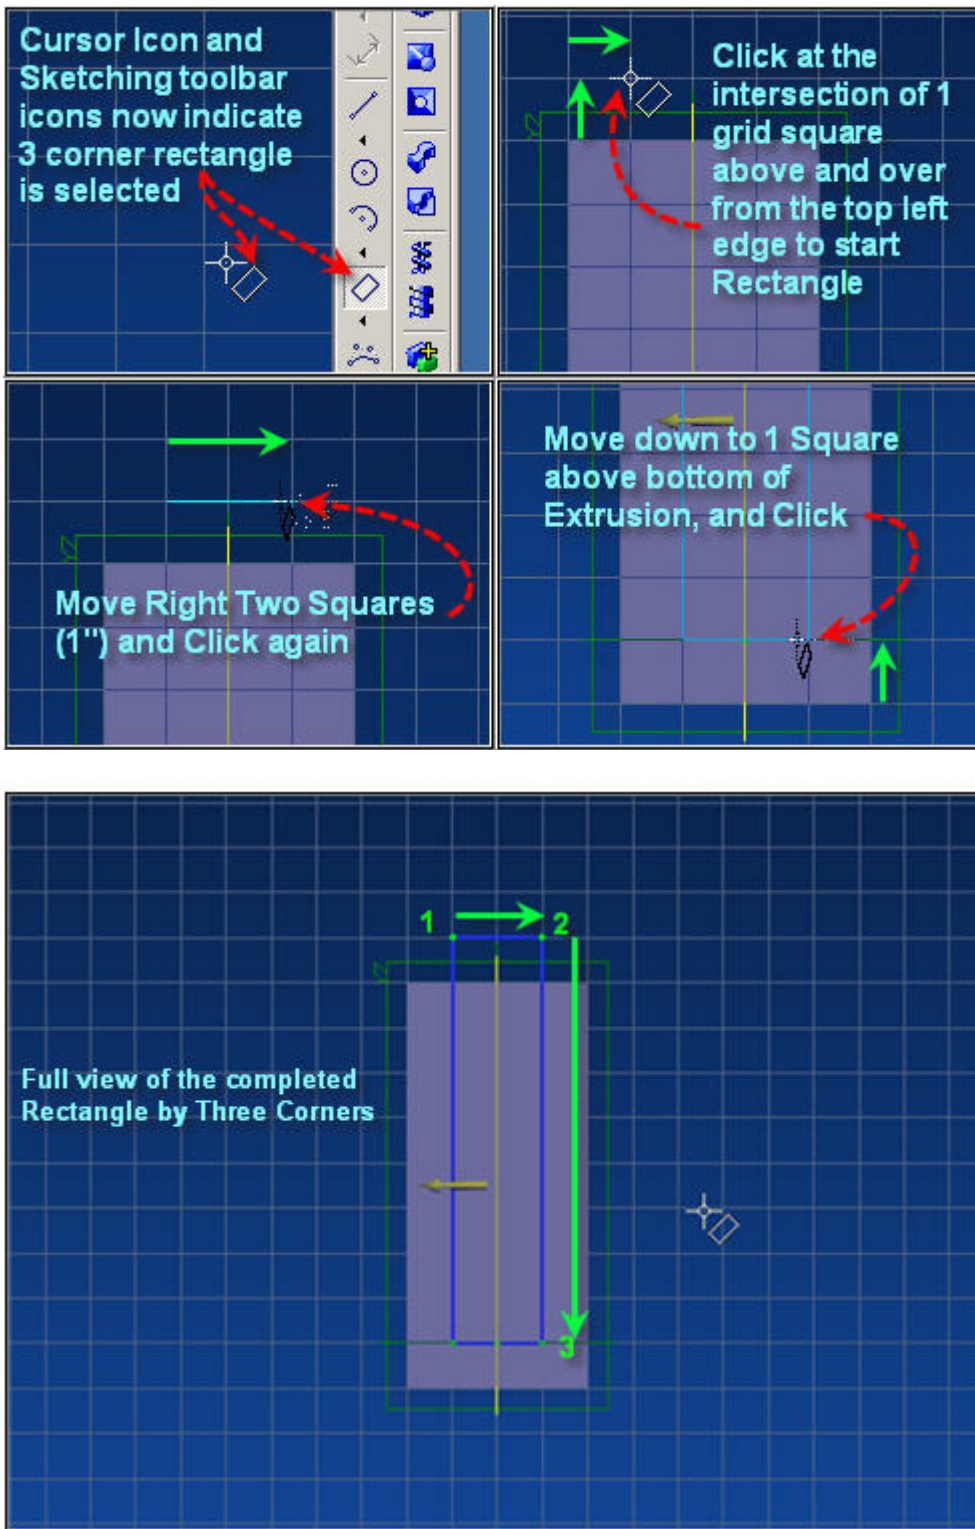 Cursor Icon and
Sketching toolbar
icons now indicate
3 corner rectangle
is selected
Click at the
intersection of 1
grid square
above and over
from the top left
edge to start
Rectangle
YZ
Move Right Two Squares
(1") and Click again
YZ
Move down to 1 Square
above bottom of
Extrusion, and Click
1
2
YZ
Full view of the completed
Rectangle by Three Corners
3